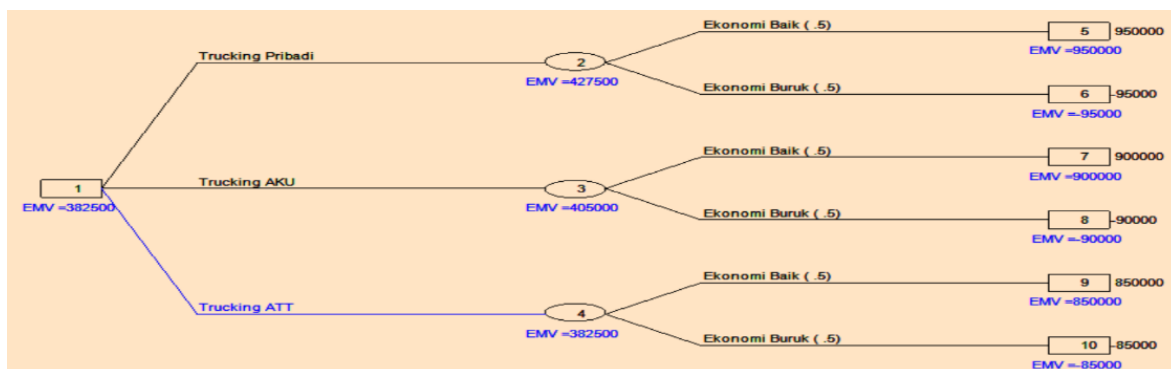 Ekonomi Baik ( .5)
5
950000
EMV =950000
Trucking Pribadi
2
EMV =427500
Ekonomi Buruk ( .5)
6
-95000
EMV =-95000
Ekonomi Baik ( .5)
7
900000
EMV =900000
1
EMV =382500
Trucking AKU
3
EMV =405000
Ekonomi Buruk ( .5)
8
-90000
EMV =-90000
Ekonomi Baik ( .5)
9
850000
EMV =850000
Trucking ATT
4
EMV =382500
Ekonomi Buruk ( .5)
10
-85000
EMV =-85000